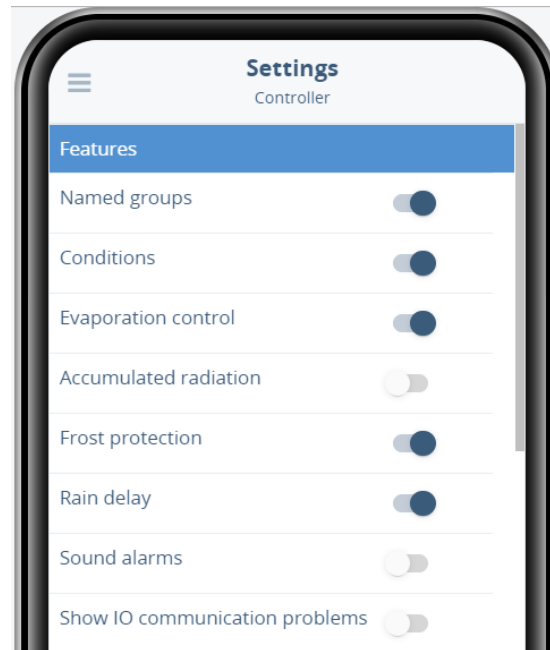 Settings
Controller
Features
Named groups
Conditions
Evaporation control
Accumulated radiation
Frost protection
Rain delay
Sound alarms
Show IO communication problems